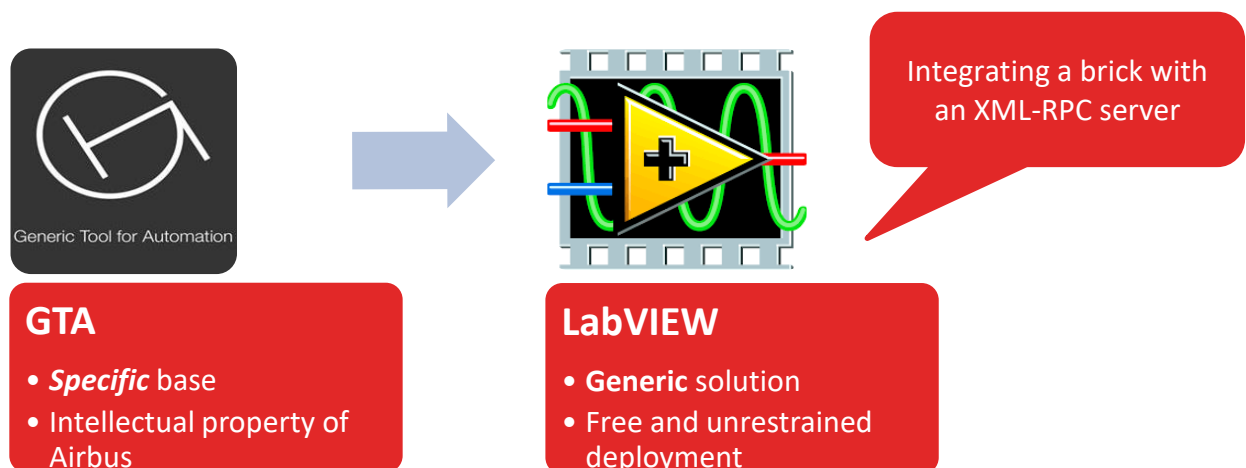 Integrating a brick with
an XML-RPC server
Generic Tool for Automation
GTA
• Specific base
• Intellectual property of
Airbus
LabVIEW
• Generic solution
• Free and unrestrained
deployment